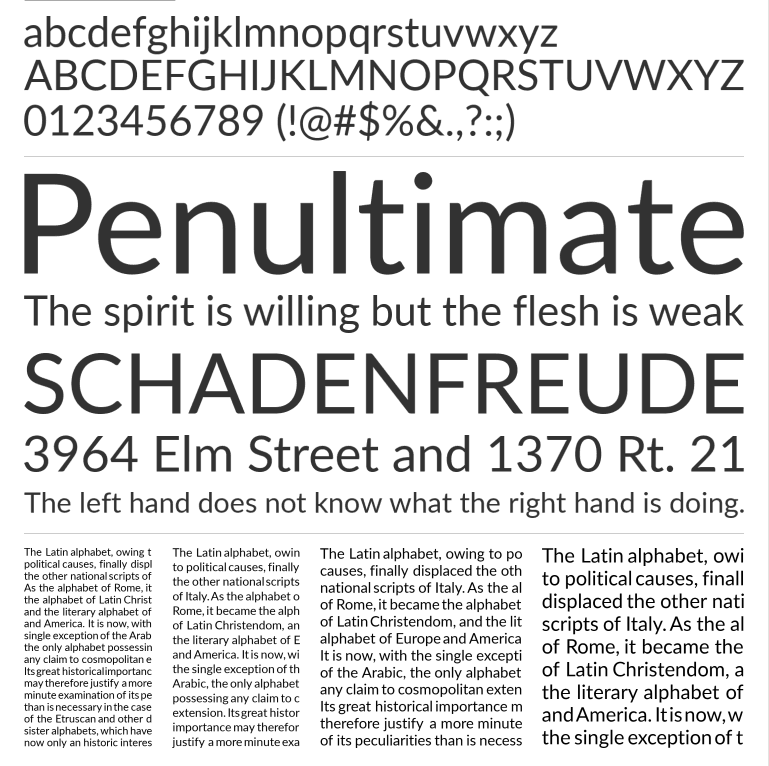 abcdefghijklmnopqrstuvwxyz
ABCDEFGHIJKLMNOPQRSTUVWXYZ
0123456789 (!@#$%&.,?:;)
Penultimate
The spirit is willing but the flesh is weak
SCHADENFREUDE
3964 Elm Street and 1370 Rt. 21
The left hand does not know what the right hand is doing.
The Latin alphabet, owing t
political causes, finally displ
the other national scripts of
As the alphabet of Rome, it
the alphabet of Latin Christ
and the literary alphabet of
and America. It is now, with
single exception of the Arab
the only alphabet possessin
any claim to cosmopolitan e
Its great historical importanc
may therefore justify a more
minute examination of its pe
than is necessary in the case
of the Etruscan and other d
sister alphabets, which have
now only an historic interes
The Latin alphabet, owin
to political causes, finally
the other national scripts
of Italy. As the alphabet o
Rome, it became the alph
of Latin Christendom, an
the literary alphabet of E
and America. It is now, wi
the single exception of th
Arabic, the only alphabet
possessing any claim to c
extension. Its great histor
importance may therefor
justify a more minute exa
The Latin alphabet, owing to po
causes, finally displaced the oth
national scripts of Italy. As the al
of Rome, it became the alphabet
of Latin Christendom, and the lit
alphabet of Europe and America
It is now, with the single excepti
of the Arabic, the only alphabet
any claim to cosmopolitan exten
Its great historical importance m
therefore justify a more minute
of its peculiarities than is necess
The Latin alphabet, owi
to political causes, finall
displaced the other nati
scripts of Italy. As the al
of Rome, it became the
of Latin Christendom, a
the literary alphabet of
and America. It is now, w
the single exception of t